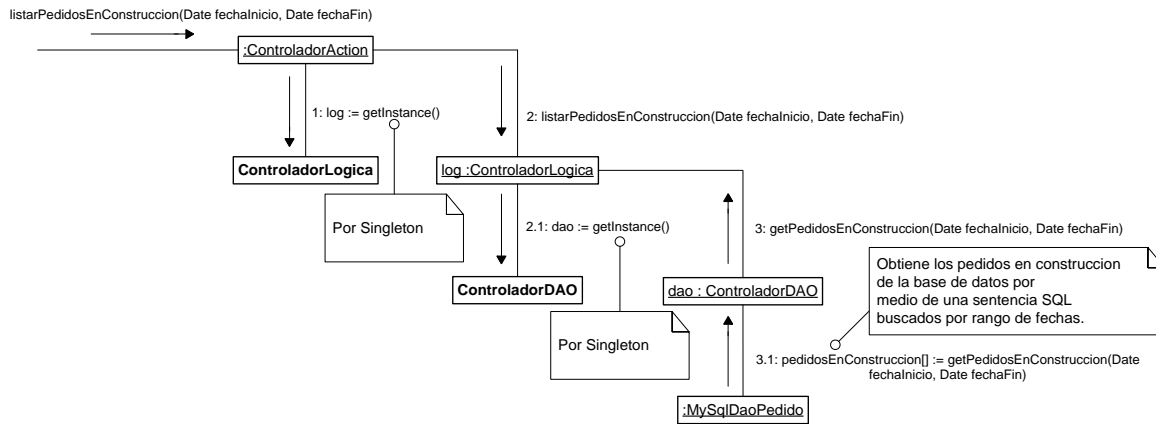 listarPedidosEnConstruccion(Date fechaInicio, Date fechaFin)
:ControladorAction
1: log := getInstance()
2: listarPedidosEnConstruccion(Date fechaInicio, Date fechaFin)
ControladorLogica
log :ControladorLogica
Por Singleton
2.1: dao := getInstance()
3: getPedidosEnConstruccion(Date fechaInicio, Date fechaFin)
Obtiene los pedidos en construccion
de la base de datos por
medio de una sentencia SQL
buscados por rango de fechas.
ControladorDAO
dao : ControladorDAO
Por Singleton
3.1: pedidosEnConstruccion[] := getPedidosEnConstruccion(Date
fechaInicio, Date fechaFin)
:MySqlDaoPedido